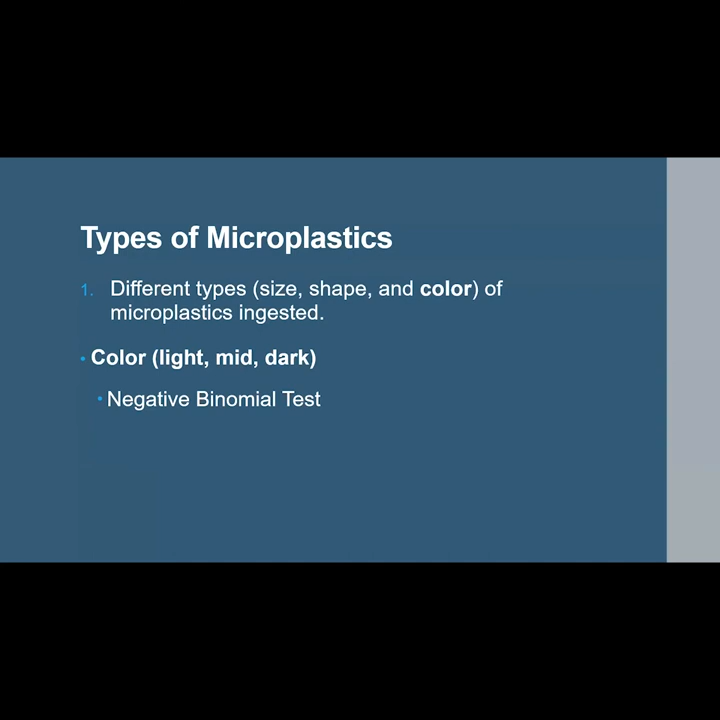 Types of Microplastics
1. Different types (size, shape, and color) of
microplastics ingested.
• Color (light, mid, dark)
• Negative Binomial Test